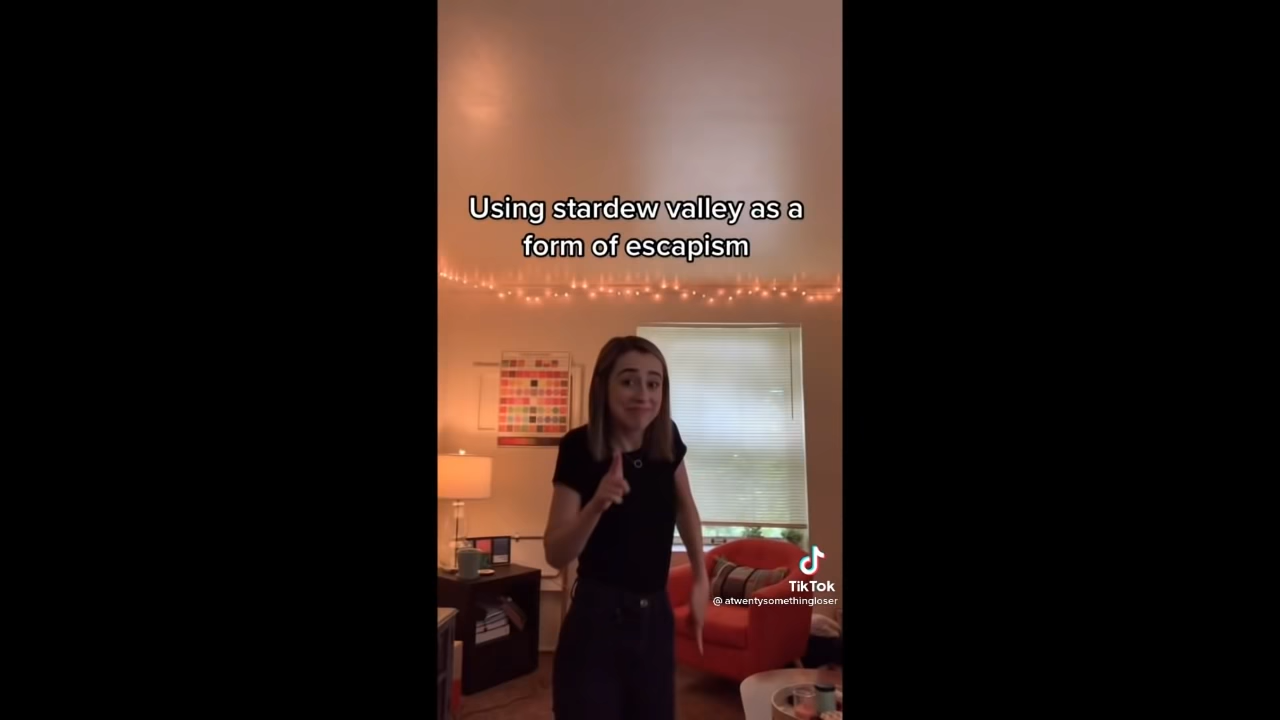 Using stardew valley as a
form of escapism
TikTok
@ atwentysomethingloser